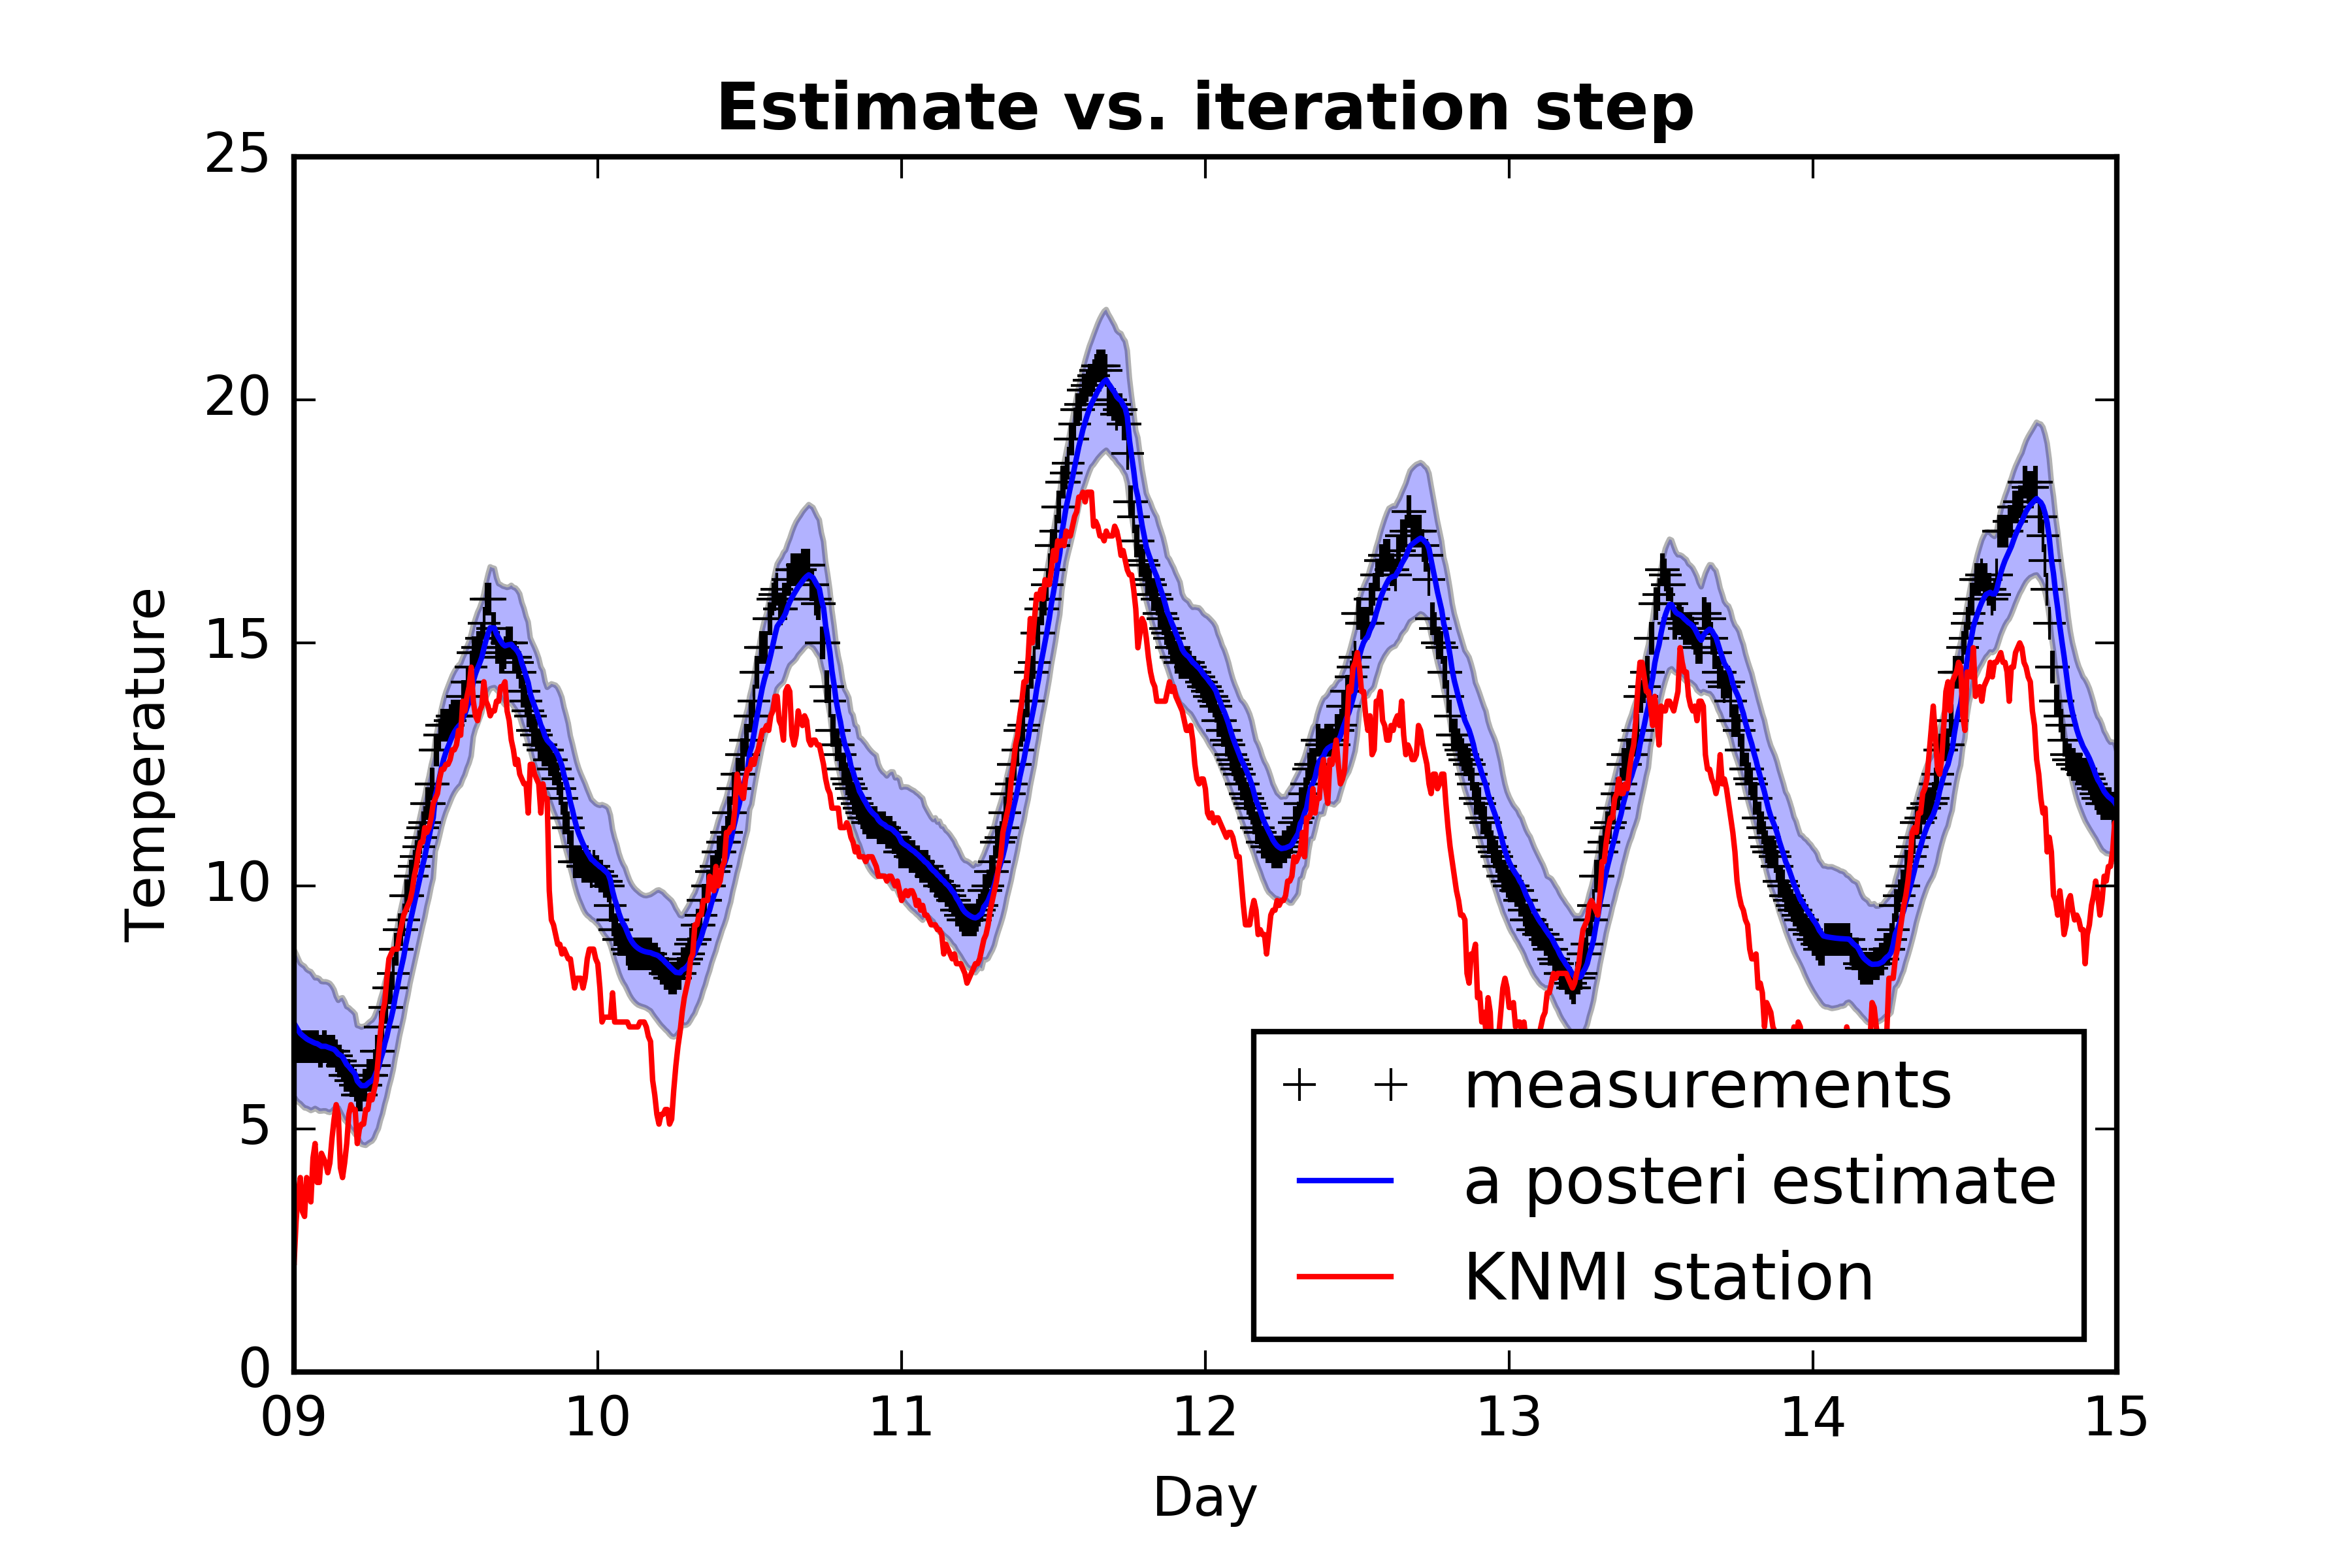 Estimate vs. iteration step
25
20
15
10
5
0
Temperature
09 10 11 12 13 14 15
Day
measurements
a posteri estimate
KNMI station